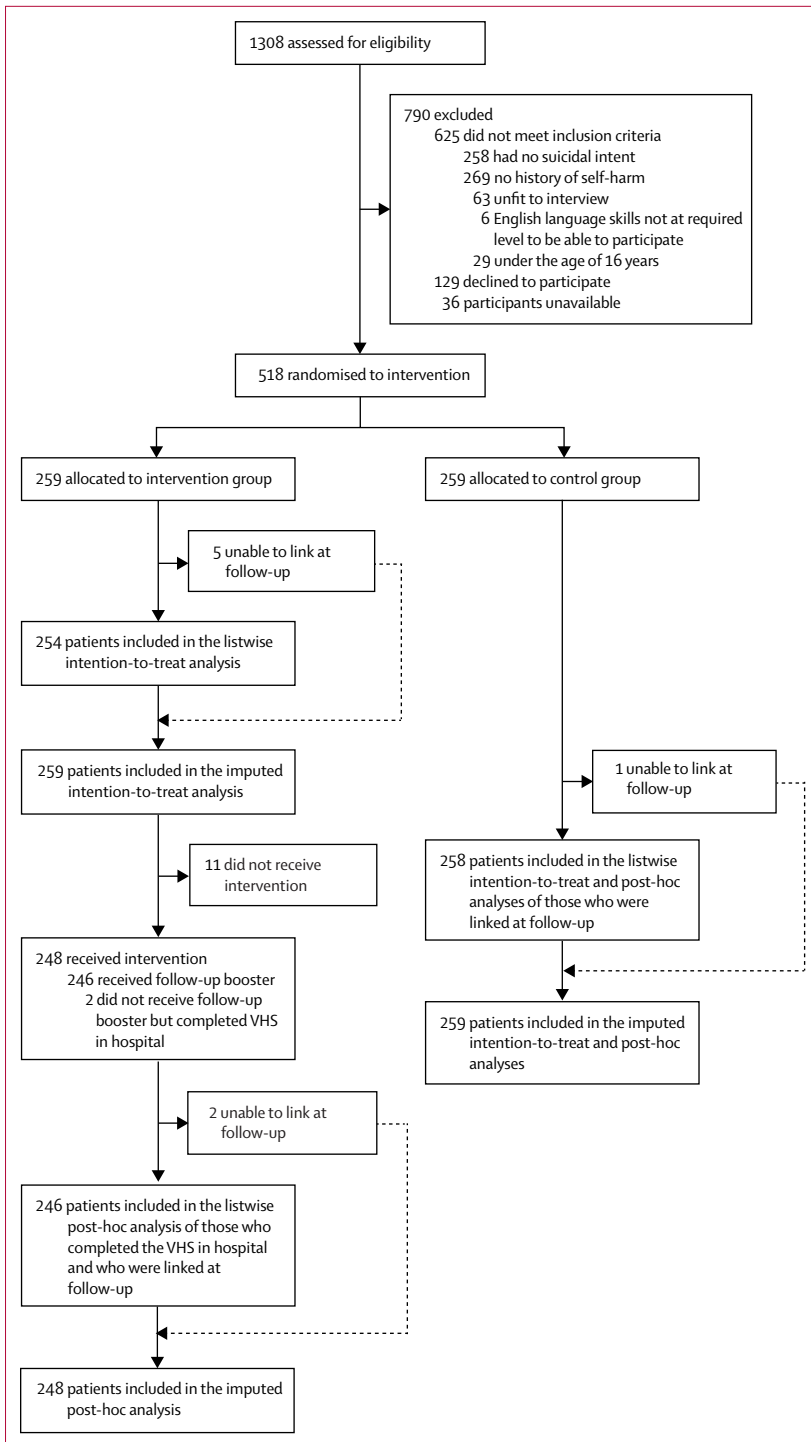 1308 assessed for eligibility
790 excluded
625 did not meet inclusion criteria
258 had no suicidal intent
269 no history of self-harm
63 unfit to interview
6 English language skills not at required
level to be able to participate
29 under the age of 16 years
129 declined to participate
36 participants unavailable
518 randomised to intervention
259 allocated to intervention group
259 allocated to control group
5 unable to link at
follow-up
254 patients included in the listwise
intention-to-treat analysis
259 patients included in the imputed
intention-to-treat analysis
1 unable to link at
follow-up
11 did not receive
intervention
258 patients included in the listwise
intention-to-treat and post-hoc
analyses of those who were
linked at follow-up
248 received intervention
246 received follow-up booster
2 did not receive follow-up
booster but completed VHS
in hospital
259 patients included in the imputed
intention-to-treat and post-hoc
analyses
2 unable to link at
follow-up
246 patients included in the listwise
post-hoc analysis of those who
completed the VHS in hospital
and who were linked at
follow-up
248 patients included in the imputed
post-hoc analysis